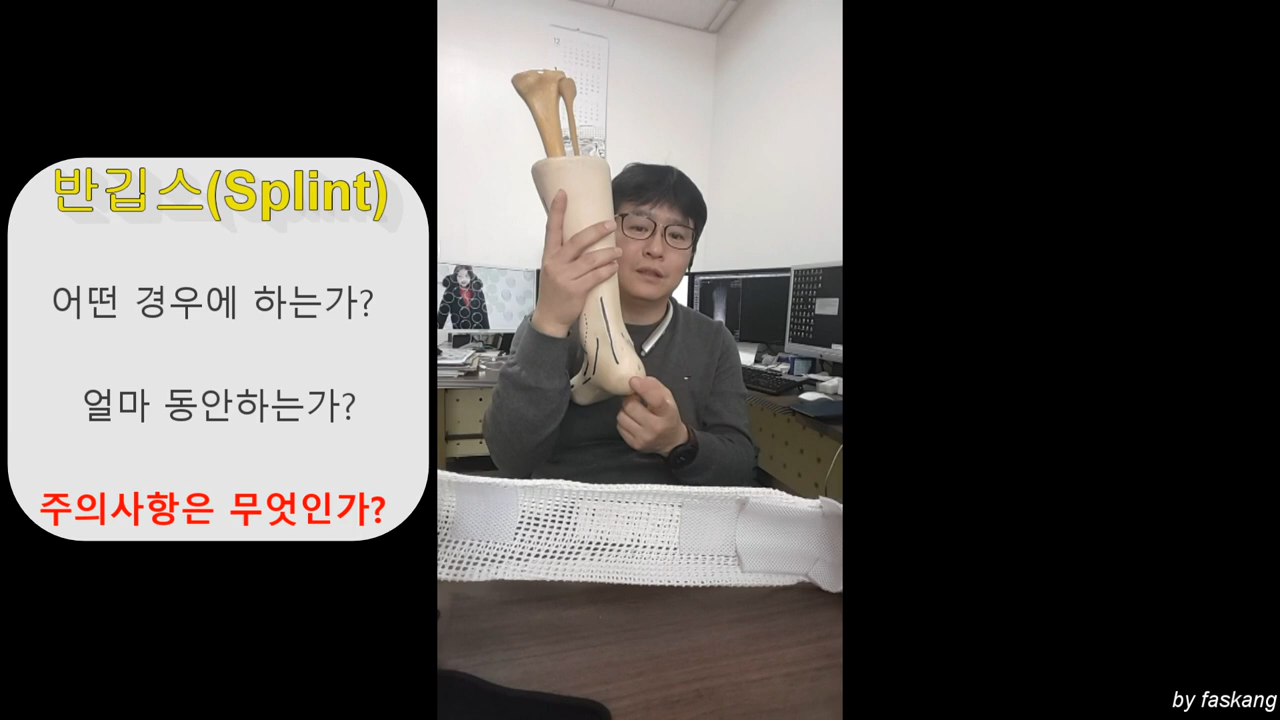 반깁스(Splint)
어떤 경우에 하는가?
얼마 동안하는가?
주의사항은 무엇인가?
12
by faskang